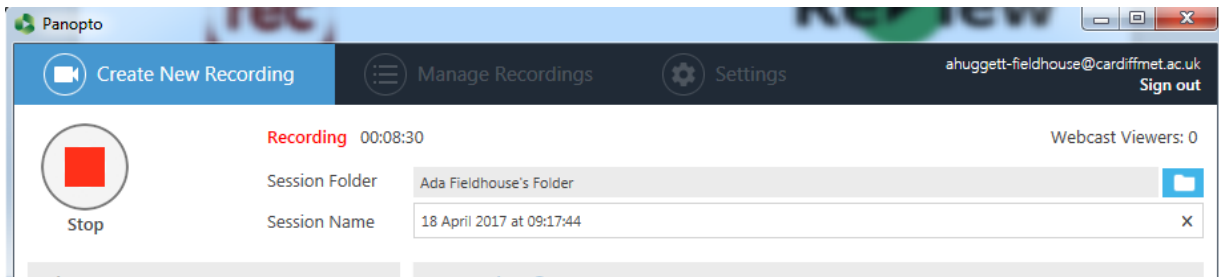 Panopto
Create New Recording
Manage Recordings
Settings
ahuggett-fieldhouse@cardiffmet.ac.uk
Sign out
Recording 00:08:30
Webcast Viewers: 0
Session Folder Ada Fieldhouse's Folder
Stop
Session Name 18 April 2017 at 09:17:44